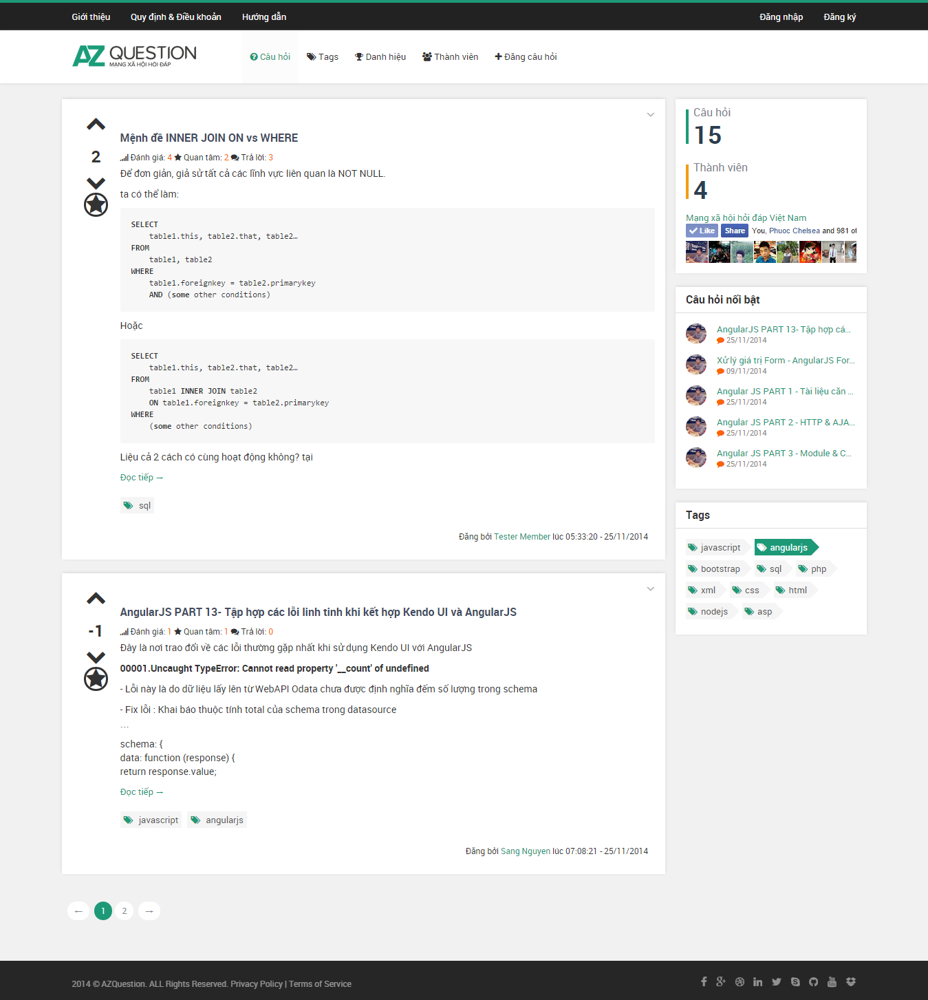 Giới thiệu Quy định & Điều khoản Hướng dẫn Đăng nhập Đăng ký
AZ QUESTION
MẠNG XÃ HỘI HỎI ĐÁP
Câu hỏi Tags Danh hiệu Thành viên Đăng câu hỏi
2
Mệnh đề INNER JOIN ON vs WHERE
Đánh giá: 4 Quan tâm: 2 Trả lời: 3
Để đơn giản, giả sử tất cả các lĩnh vực liên quan là NOT NULL.
ta có thể làm:
SELECT
table1.this, table2.that, table2…
FROM
table1, table2
WHERE
table1.foreignkey = table2.primarykey
AND (some other conditions)
Hoặc
SELECT
table1.this, table2.that, table2…
FROM
table1 INNER JOIN table2
ON table1.foreignkey = table2.primarykey
WHERE
(some other conditions)
Liệu cả 2 cách có cùng hoạt động không? tại
Đọc tiếp →
sql
Đăng bởi Tester Member lúc 05:33:20 - 25/11/2014
-1
AngularJS PART 13- Tập hợp các lỗi linh tinh khi kết hợp Kendo UI và AngularJS
Đánh giá: 1 Quan tâm: 1 Trả lời: 0
Đây là nơi trao đổi về các lỗi thường gặp nhất khi sử dụng Kendo UI với AngularJS
00001.Uncaught TypeError: Cannot read property '__count' of undefined
- Lỗi này là do dữ liệu lấy lên từ WebAPI Odata chưa được định nghĩa đếm số lượng trong schema
- Fix lỗi : Khai báo thuộc tính total của schema trong datasource
...
schema: {
data: function (response) {
return response.value;
Đọc tiếp →
javascript angularjs
Đăng bởi Sang Nguyen lúc 07:08:21 - 25/11/2014
← 1 2 →
Câu hỏi
15
Thành viên
4
Mạng xã hội hỏi đáp Việt Nam
Like Share You, Phuoc Chelsea and 981 ot
Câu hỏi nổi bật
AngularJS PART 13- Tập hợp cá...
25/11/2014
Xử lý giá trị Form - AngularJS For...
09/11/2014
Angular JS PART 1 - Tài liệu căn ...
25/11/2014
Angular JS PART 2 - HTTP & AJA...
25/11/2014
Angular JS PART 3 - Module & C...
25/11/2014
Tags
javascript angularjs
bootstrap sql php
xml css html
nodejs asp
2014 © AZQuestion. ALL Rights Reserved. Privacy Policy | Terms of Service